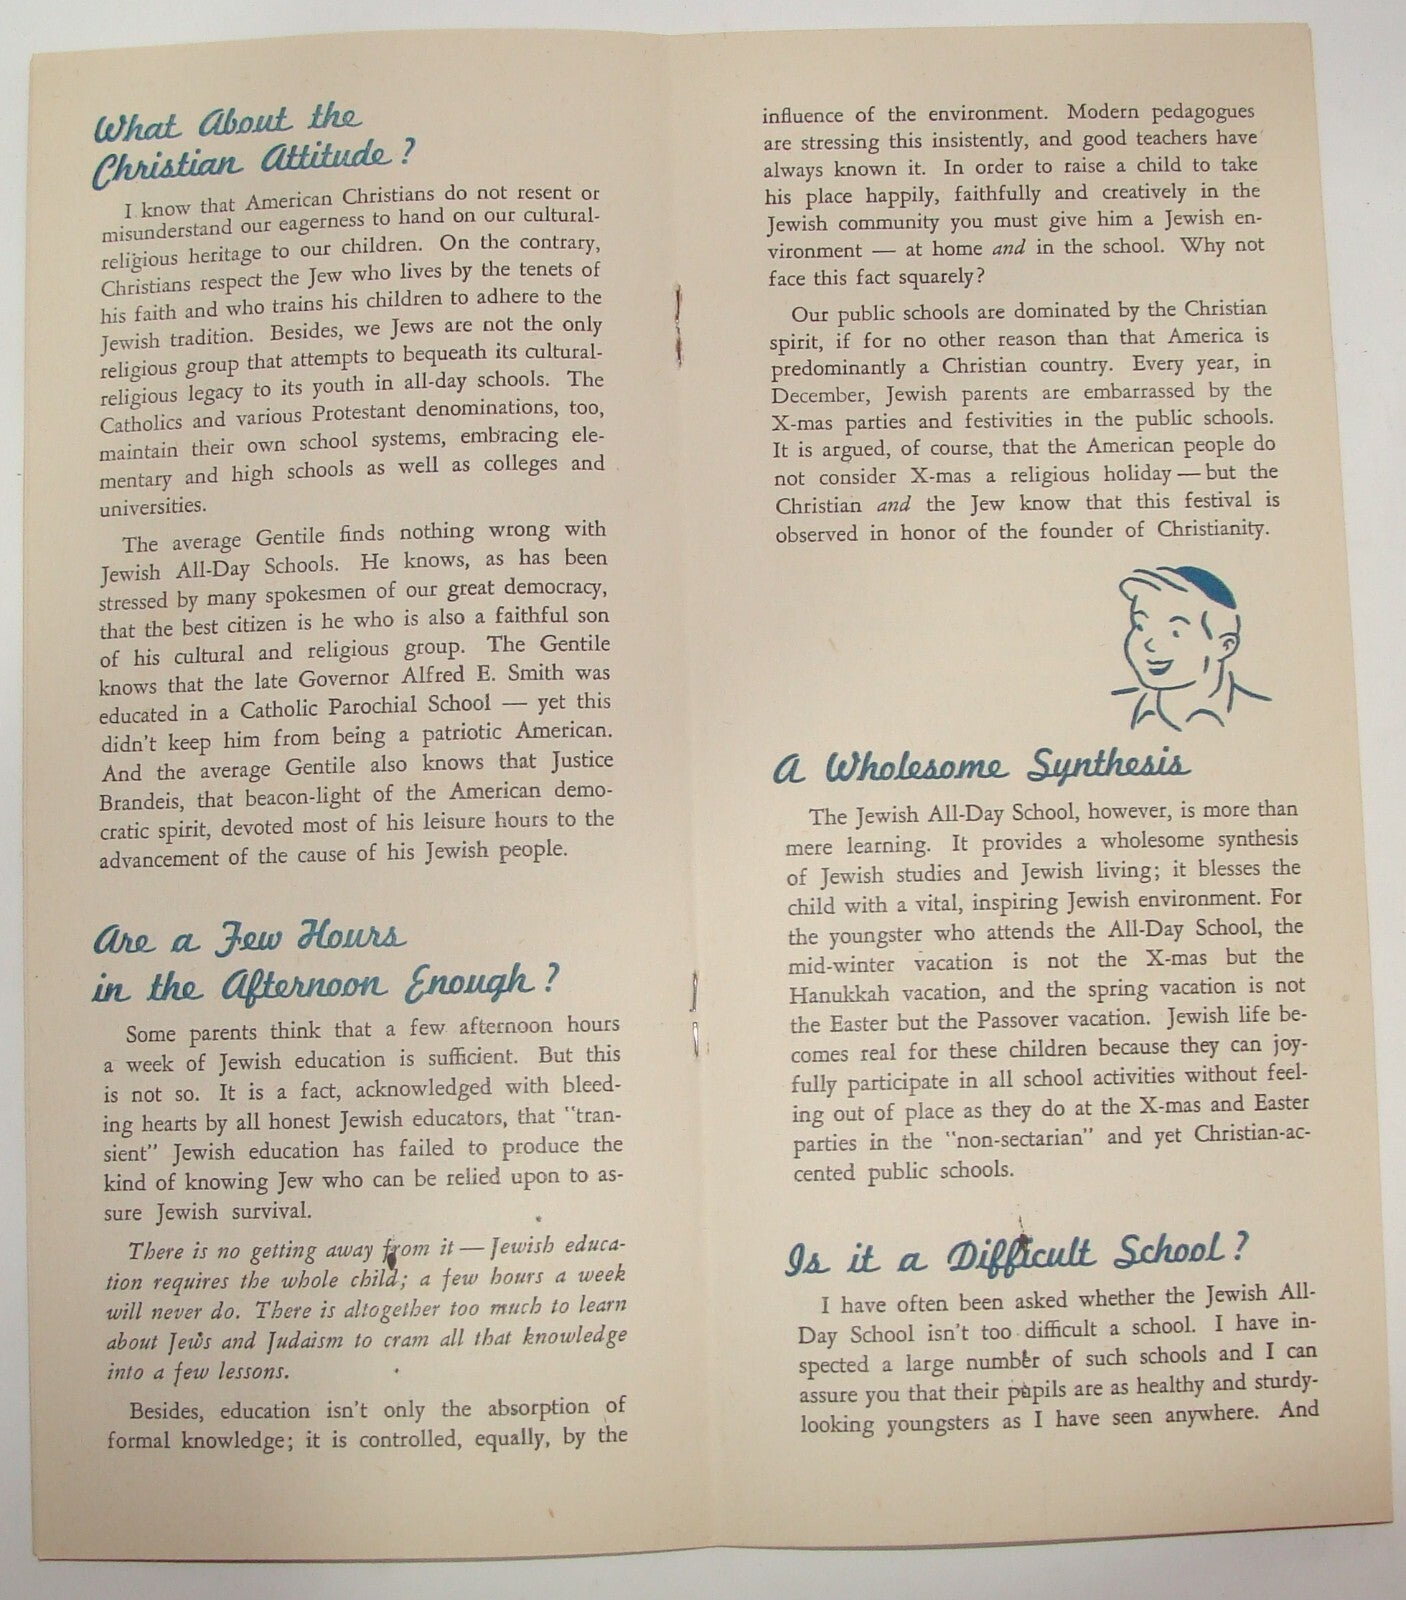 What About the
Christian Attitude?
I know that American Christians do not resent or
misunderstand our eagerness to hand on our cultural-
religious heritage to our children. On the contrary,
Christians respect the Jew who lives by the tenets of
his faith and who trains his children to adhere to the
Jewish tradition. Besides, we Jews are not the only
religious group that attempts to bequeath its cultural-
religious legacy to its youth in all-day schools. The
Catholics and various Protestant denominations, too,
maintain their own school systems, embracing ele-
mentary and high schools as well as colleges and
universities.
The average Gentile finds nothing wrong with
Jewish All-Day Schools. He knows, as has been
stressed by many spokesmen of our great democracy,
that the best citizen is he who is also a faithful son
of his cultural and religious group. The Gentile
knows that the late Governor Alfred E. Smith was
educated in a Catholic Parochial School — yet this
didn't keep him from being a patriotic American.
And the average Gentile also knows that Justice
Brandeis, that beacon-light of the American demo-
cratic spirit, devoted most of his leisure hours to the
advancement of the cause of his Jewish people.
Are a Few Hours
in the Afternoon Enough?
Some parents think that a few afternoon hours
a week of Jewish education is sufficient. But this
is not so. It is a fact, acknowledged with bleed-
ing hearts by all honest Jewish educators, that "tran-
sient" Jewish education has failed to produce the
kind of knowing Jew who can be relied upon to as-
sure Jewish survival.
There is no getting away from it — Jewish educa-
tion requires the whole child; a few hours a week
will never do. There is altogether too much to learn
about Jews and Judaism to cram all that knowledge
into a few lessons.
Besides, education isn't only the absorption of
formal knowledge; it is controlled, equally, by the
influence of the environment. Modern pedagogues
are stressing this insistently, and good teachers have
always known it. In order to raise a child to take
his place happily, faithfully and creatively in the
Jewish community you must give him a Jewish en-
vironment — at home and in the school. Why not
face this fact squarely?
Our public schools are dominated by the Christian
spirit, if for no other reason than that America is
predominantly a Christian country. Every year, in
December, Jewish parents are embarrassed by the
X-mas parties and festivities in the public schools.
It is argued, of course, that the American people do
not consider X-mas a religious holiday — but the
Christian and the Jew know that this festival is
observed in honor of the founder of Christianity.
A Wholesome Synthesis
The Jewish All-Day School, however, is more than
mere learning. It provides a wholesome synthesis
of Jewish studies and Jewish living; it blesses the
child with a vital, inspiring Jewish environment. For
the youngster who attends the All-Day School, the
mid-winter vacation is not the X-mas but the
Hanukkah vacation, and the spring vacation is not
the Easter but the Passover vacation. Jewish life be-
comes real for these children because they can joy-
fully participate in all school activities without feel-
ing out of place as they do at the X-mas and Easter
parties in the "non-sectarian" and yet Christian-ac-
cented public schools.
Is it a Difficult School?
I have often been asked whether the Jewish All-
Day School isn't too difficult a school. I have in-
spected a large number of such schools and I can
assure you that their pupils are as healthy and sturdy-
looking youngsters as I have seen anywhere. And